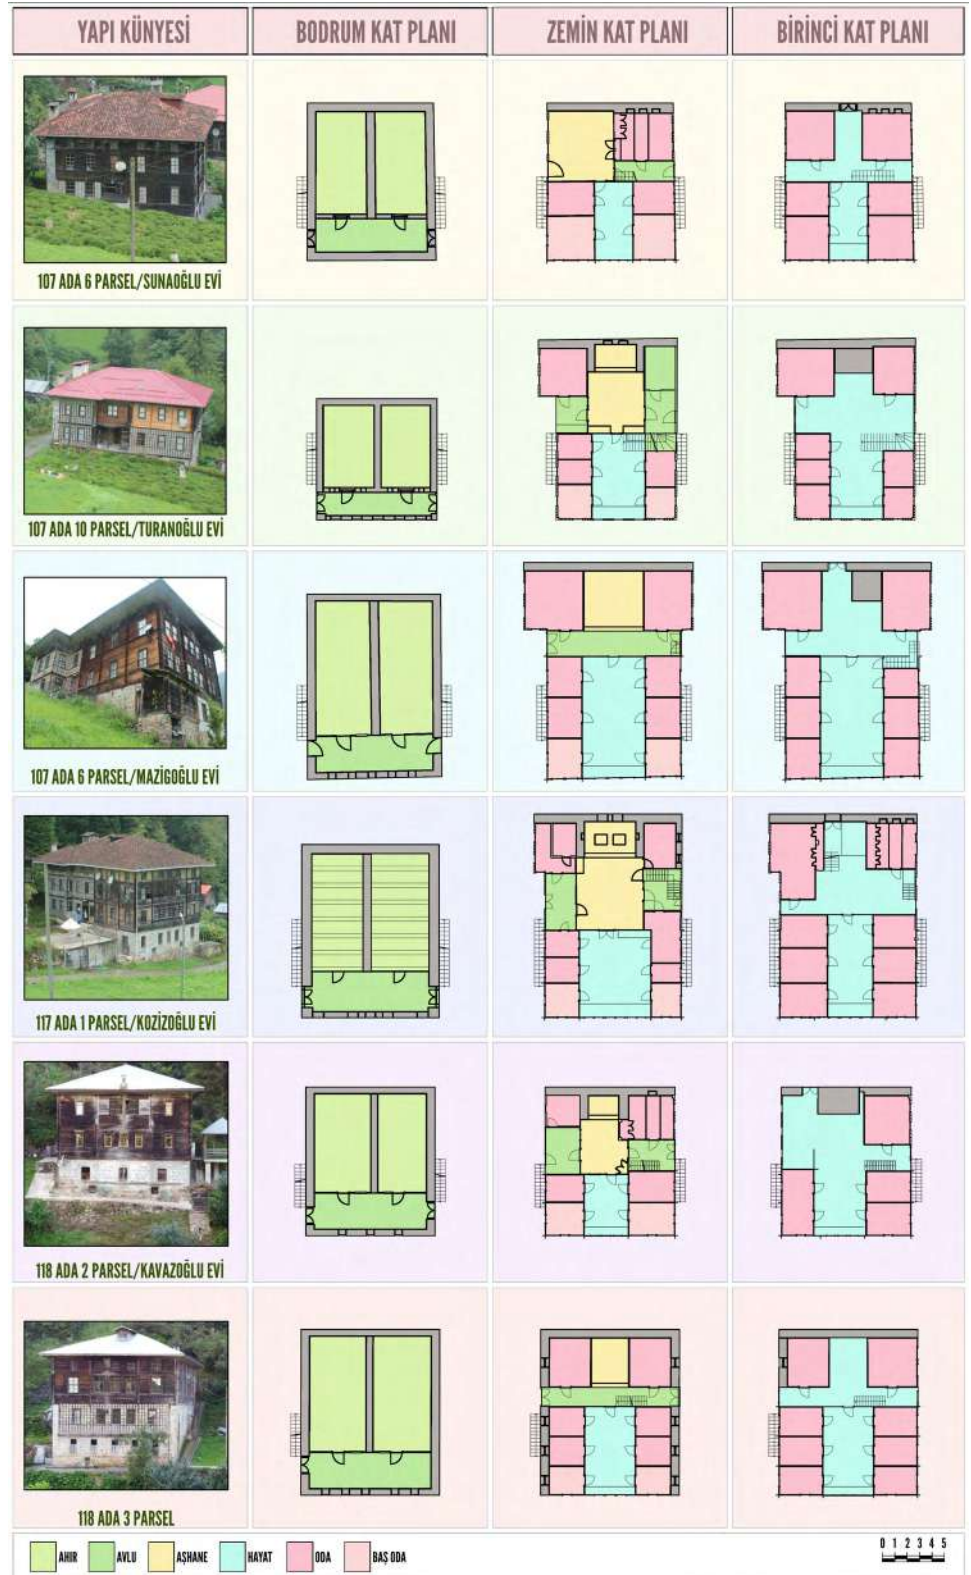 YAPI KÜNYESİ
BODRUM KAT PLANI
ZEMİN KAT PLANI
BİRİNCİ KAT PLANI
107 ADA 6 PARSEL/SUNAOĞLU EVİ
107 ADA 10 PARSEL/TURANOĞLU EVİ
107 ADA 6 PARSEL/MAZİGOĞLU EVİ
117 ADA 1 PARSEL/KOZİZOĞLU EVİ
118 ADA 2 PARSEL/KAVAZOĞLU EVİ
118 ADA 3 PARSEL
AHIR
AVLU
AŞHANE
HAYAT
ODA
BAŞ ODA
0 1 2 3 4 5